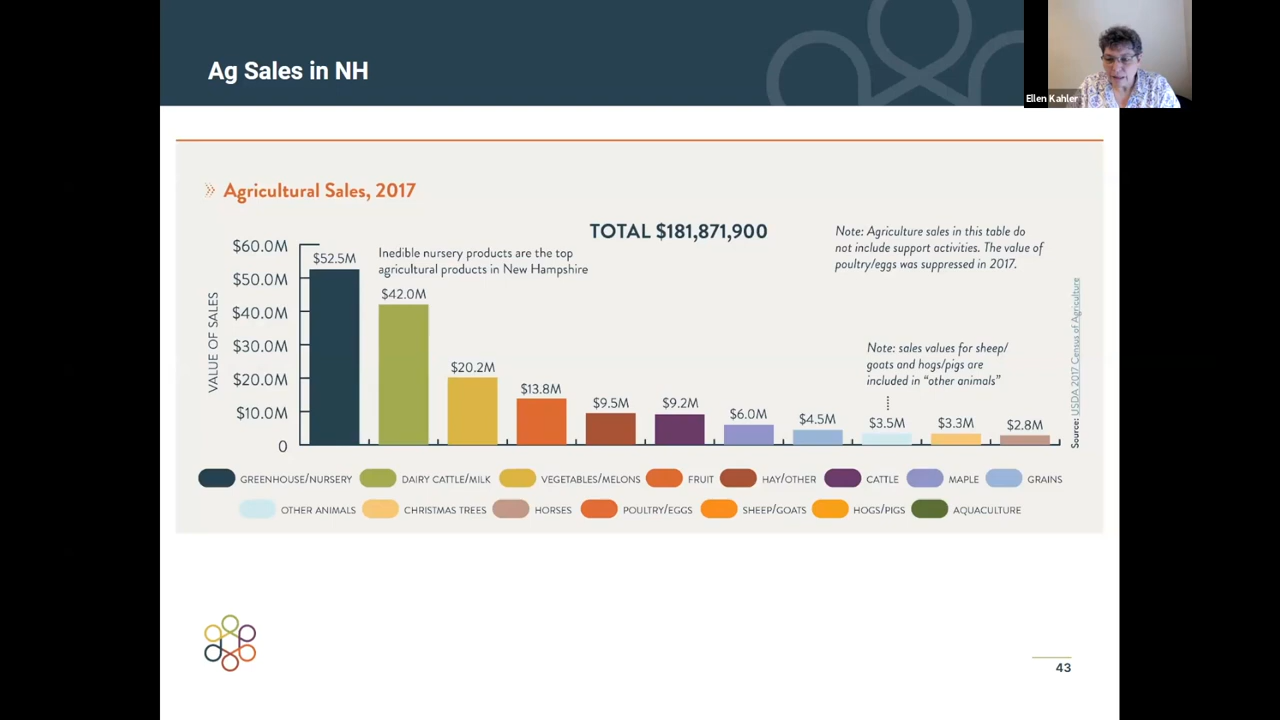 Ag Sales in NH
Ellen Kahler
Agricultural Sales, 2017
TOTAL $181,871,900
Note: Agriculture sales in this table do
not include support activities. The value of
poultry/eggs was suppressed in 2017.
Inedible nursery products are the top
agricultural products in New Hampshire
VALUE OF SALES
$60.0M
$50.0M
$40.0M
$30.0M
$20.0M
$10.0M
0
$52.5M
$42.0M
$20.2M
$13.8M
$9.5M
$9.2M
$6.0M
$4.5M
$3.5M
$3.3M
$2.8M
Note: sales values for sheep/
goats and hogs/pigs are
included in “other animals”
Source: USDA 2017 Census of Agriculture
GREENHOUSE/NURSERY DAIRY CATTLE/MILK VEGETABLES/MELONS FRUIT HAY/OTHER CATTLE MAPLE GRAINS
OTHER ANIMALS CHRISTMAS TREES HORSES POULTRY/EGGS SHEEP/GOATS HOGS/PIGS AQUACULTURE
43